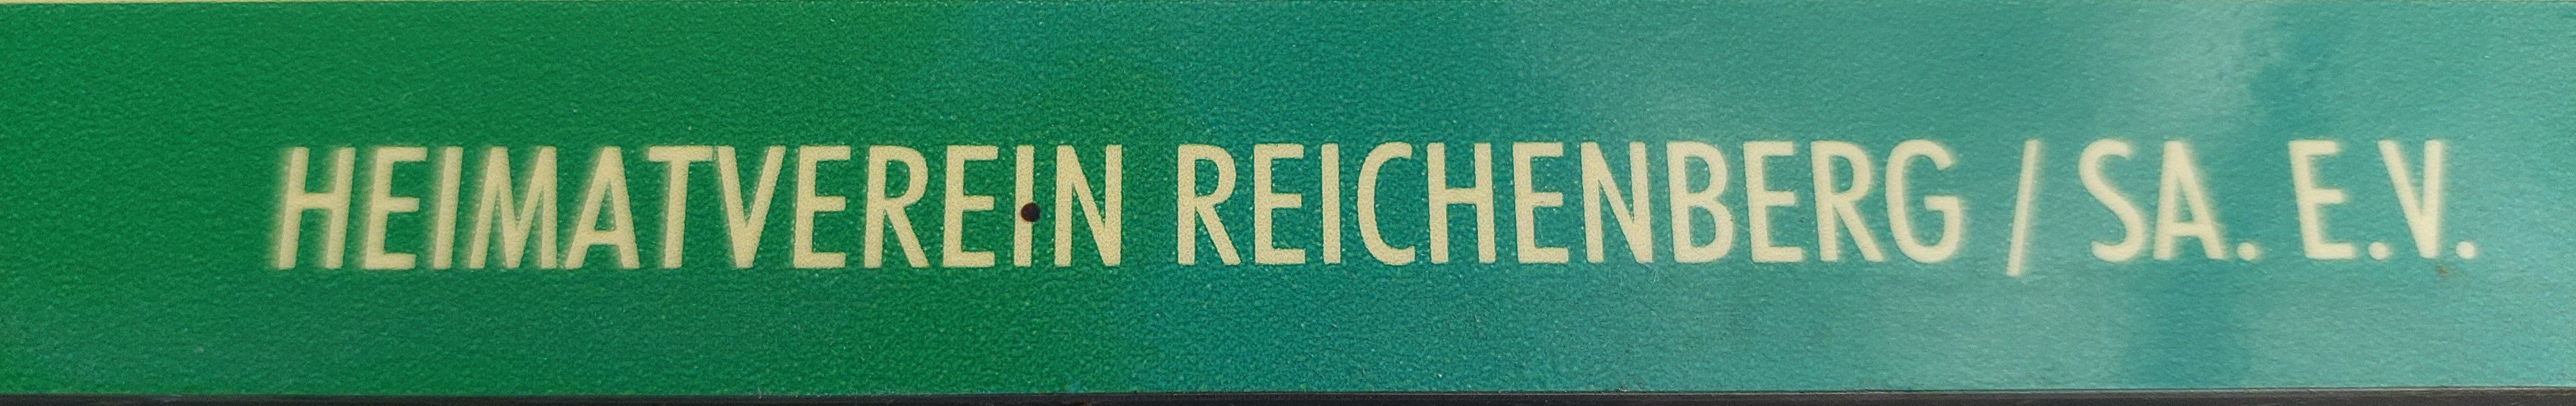 HEIMATVEREIN REICHENBERG / SA. E.V.